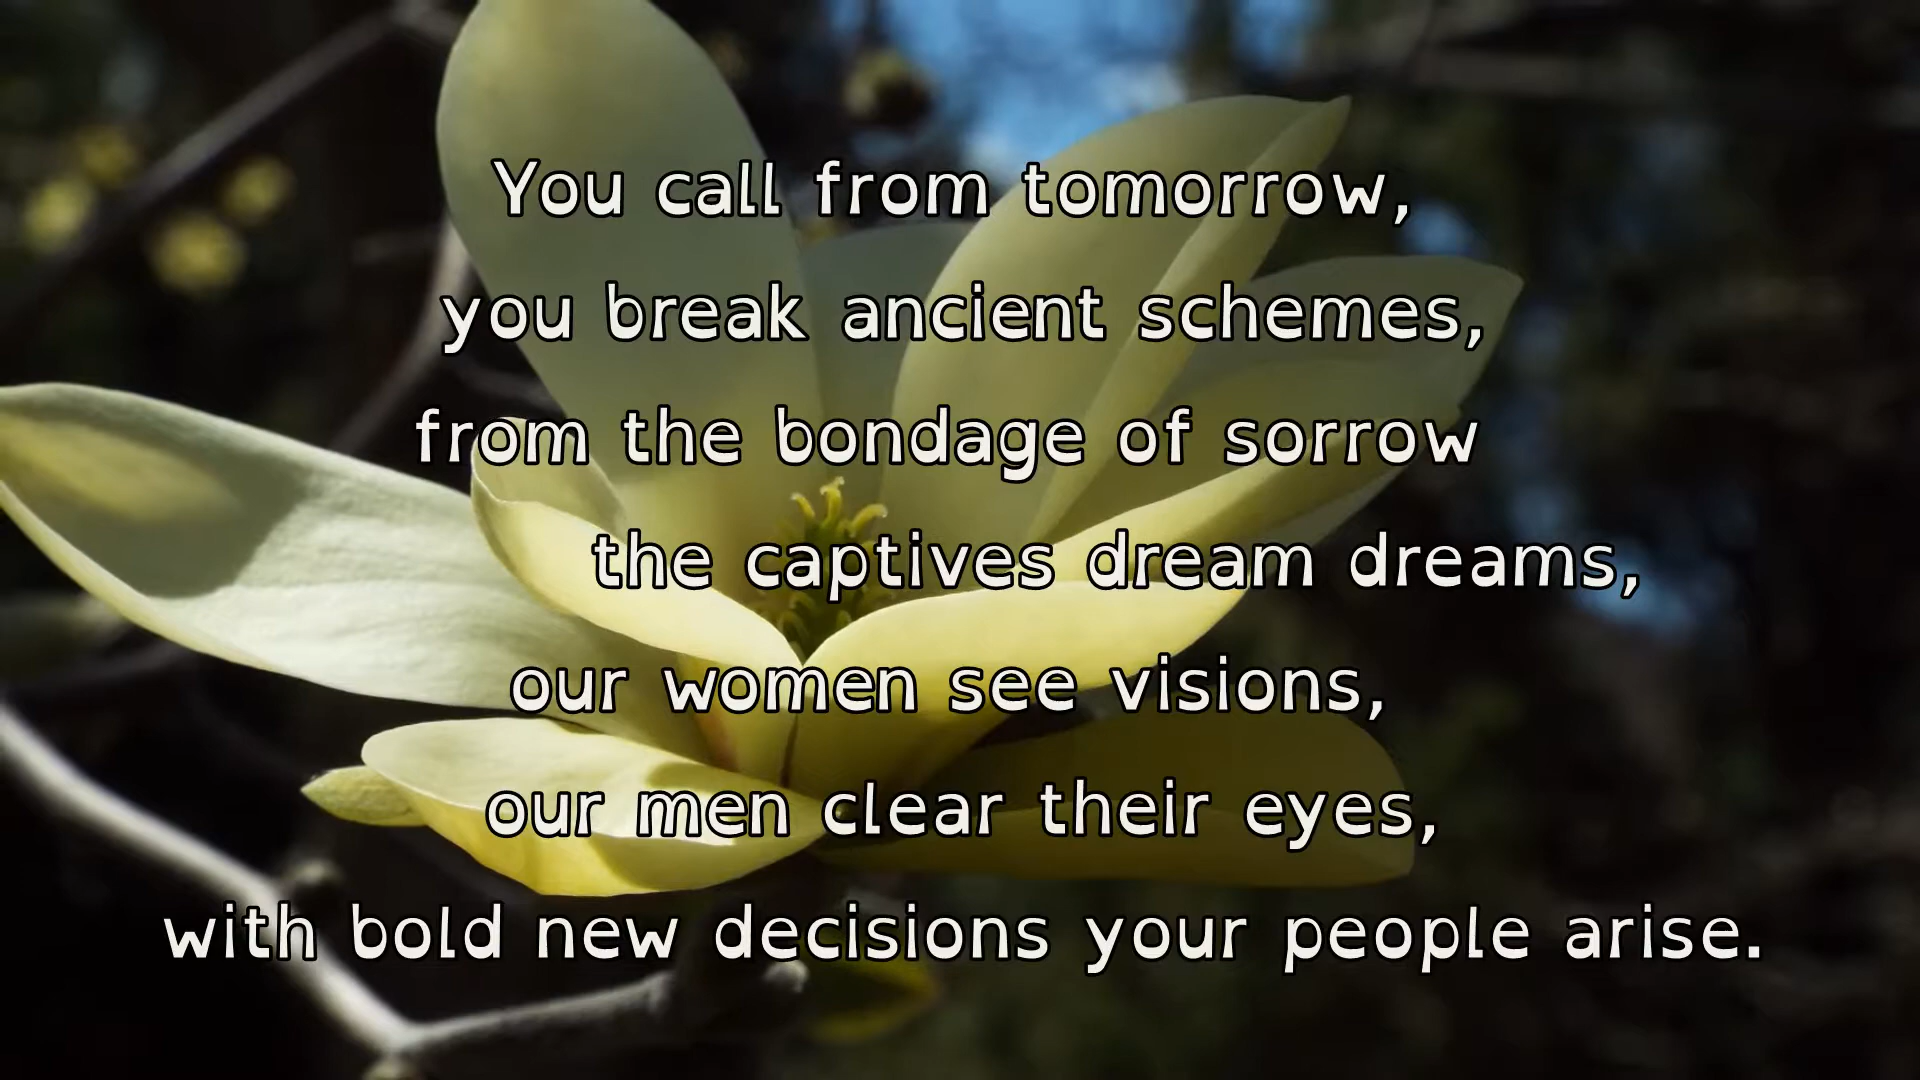 You call from tomorrow,
you break ancient schemes,
from the bondage of sorrow
the captives dream dreams,
our women see visions,
our men clear their eyes,
with bold new decisions your people arise.